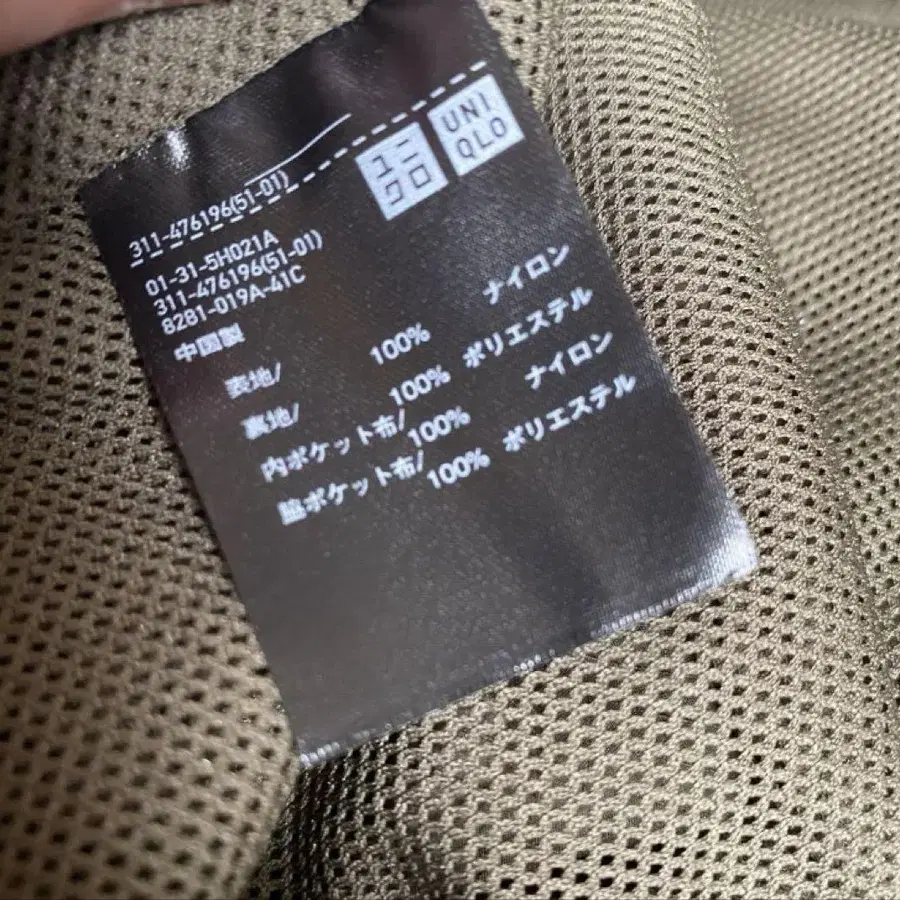 ユニ
クロ
UNI
QLO
311-476196(51-01)
01-31-5H021A
311-476196(51-01)
8281-019A-41C
中国製
表地/ 100% ナイロン
裏地/ 100% ポリエステル
内ポケット布/ 100% ナイロン
脇ポケット布/ 100% ポリエステル